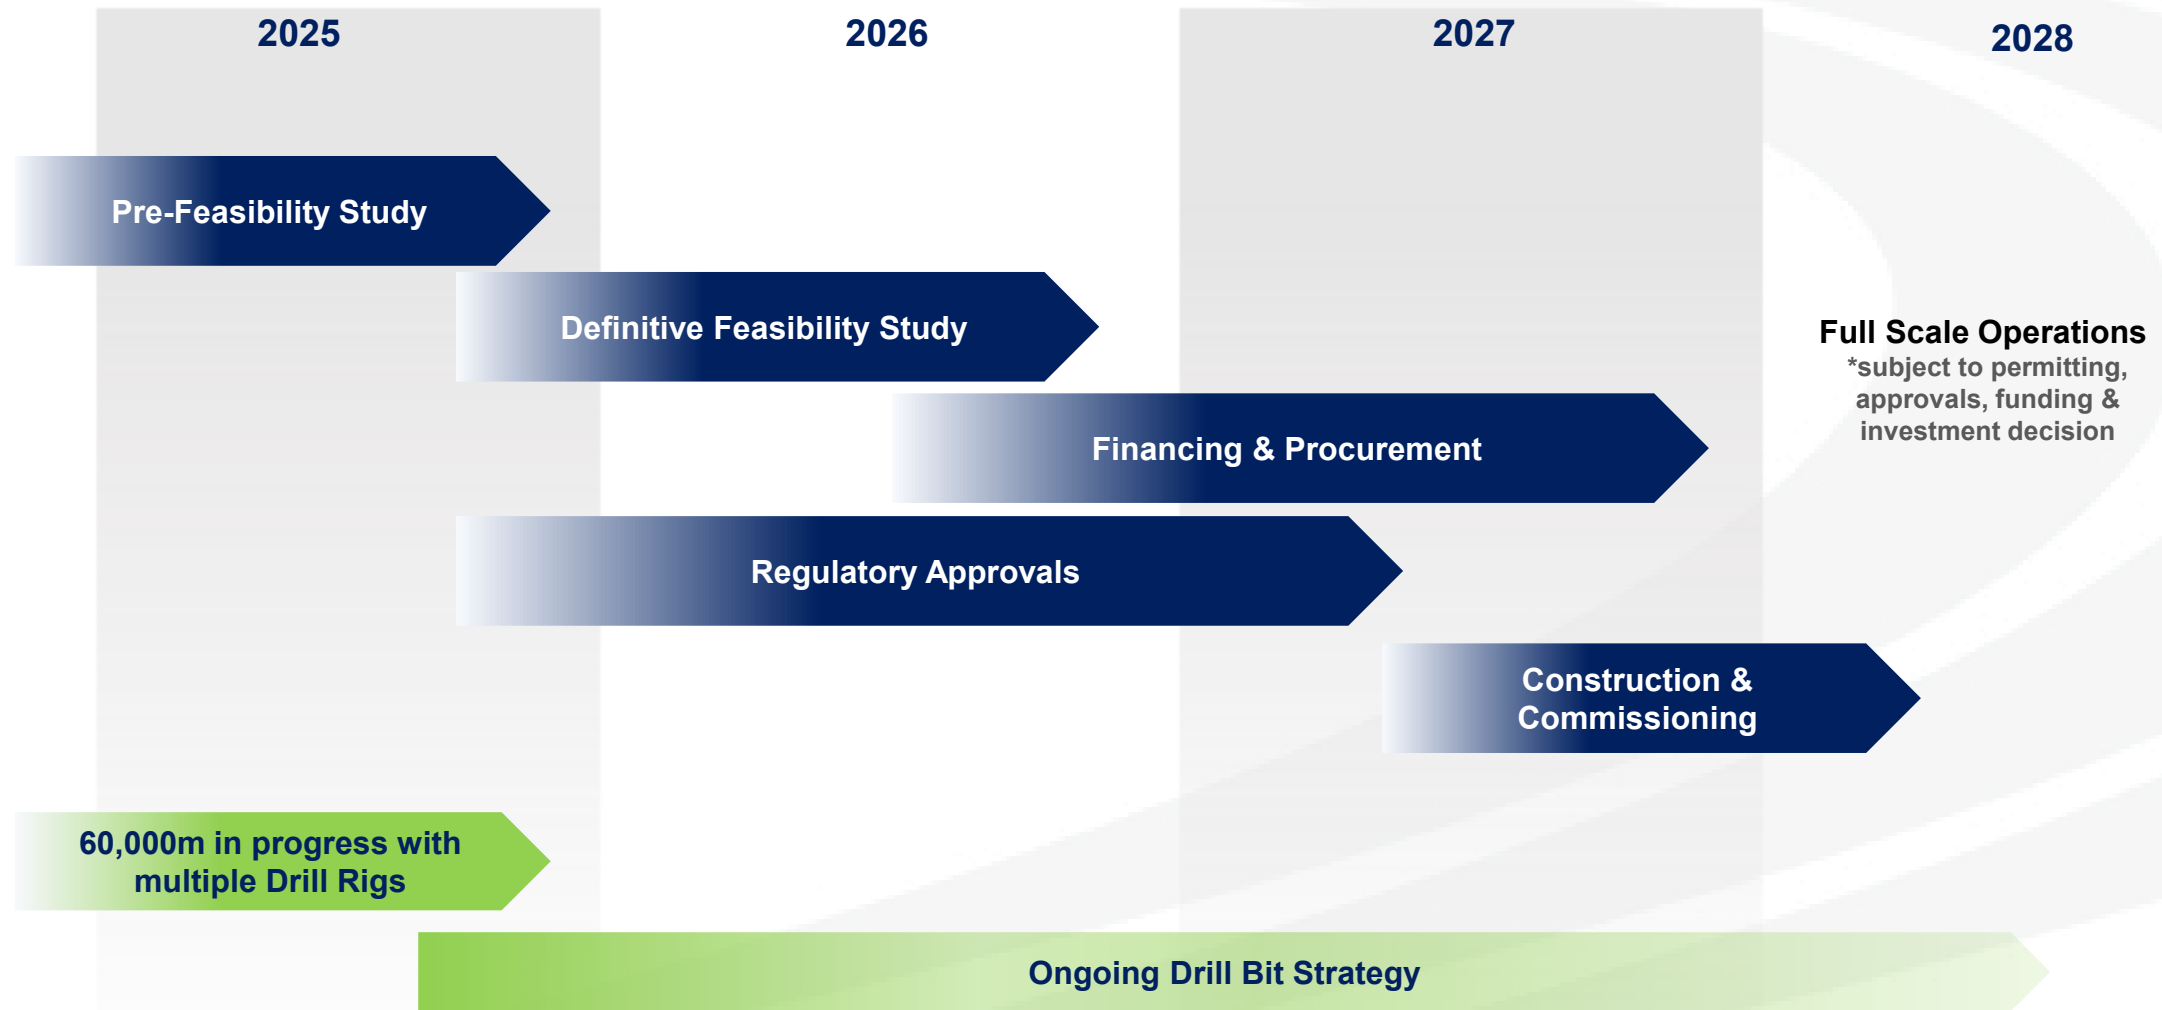 2025
2026
2027
2028
Pre-Feasibility Study
Definitive Feasibility Study
Full Scale Operations
*subject to permitting,
approvals, funding &
investment decision
Financing & Procurement
Regulatory Approvals
Construction &
Commissioning
60,000m in progress with
multiple Drill Rigs
Ongoing Drill Bit Strategy